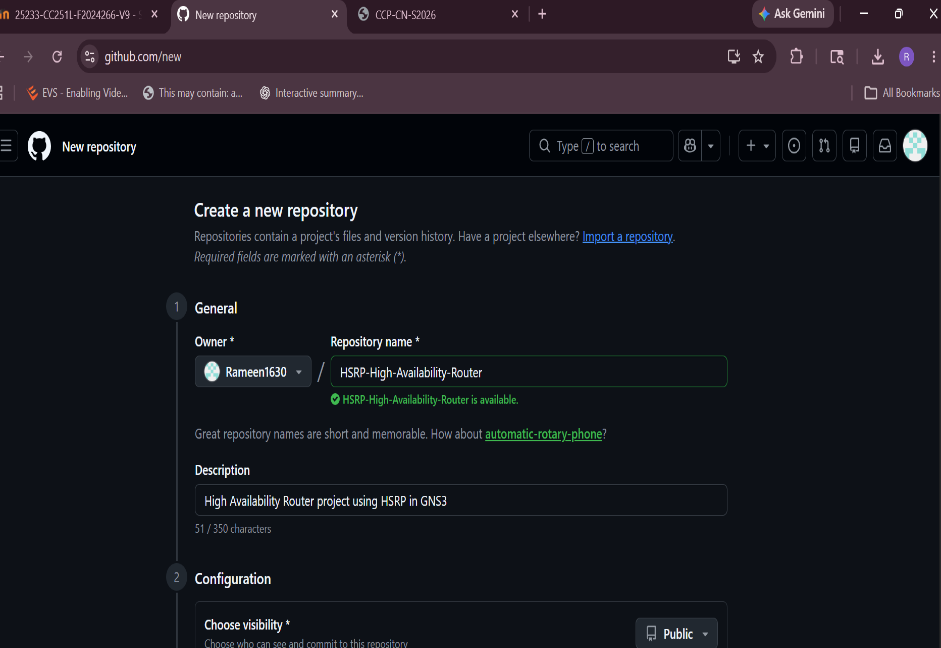 in 25233-CC251L-F2024266-V9 -
New repository
CCP-CN-S2026
Ask Gemini
github.com/new
R
EVS - Enabling Vide...
This may contain: a...
Interactive summary...
All Bookmarks
New repository
Type / to search
Create a new repository
Repositories contain a project's files and version history. Have a project elsewhere? Import a repository.
Required fields are marked with an asterisk (*).
1 General
Owner *
Repository name *
Rameen1630 / HSRP-High-Availability-Router
HSRP-High-Availability-Router is available.
Great repository names are short and memorable. How about automatic-rotary-phone?
Description
High Availability Router project using HSRP in GNS3
51 / 350 characters
2 Configuration
Choose visibility *
Choose who can see and commit to this repository
Public